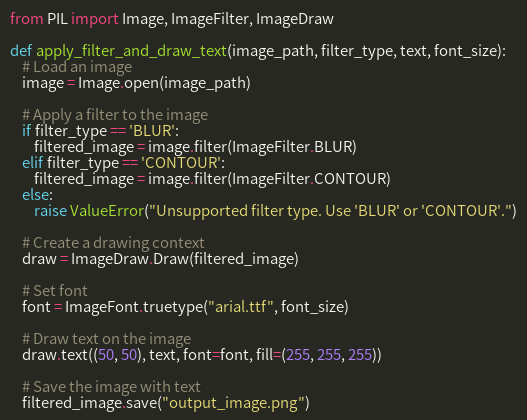 from PIL import Image, ImageFilter, ImageDraw

def apply_filter_and_draw_text(image_path, filter_type, text, font_size):
    # Load an image
    image = Image.open(image_path)

    # Apply a filter to the image
    if filter_type == 'BLUR':
        filtered_image = image.filter(ImageFilter.BLUR)
    elif filter_type == 'CONTOUR':
        filtered_image = image.filter(ImageFilter.CONTOUR)
    else:
        raise ValueError("Unsupported filter type. Use 'BLUR' or 'CONTOUR'.")

    # Create a drawing context
    draw = ImageDraw.Draw(filtered_image)

    # Set font
    font = ImageFont.truetype("arial.ttf", font_size)

    # Draw text on the image
    draw.text((50, 50), text, font=font, fill=(255, 255, 255))

    # Save the image with text
    filtered_image.save("output_image.png")